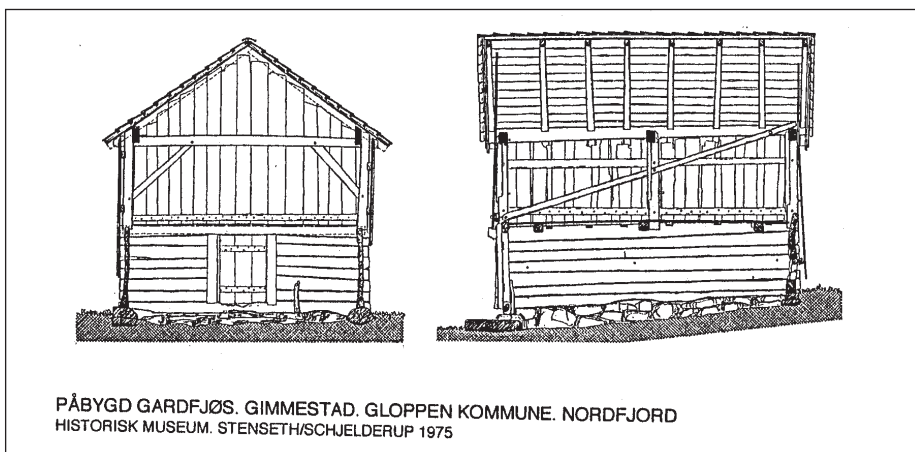 PÅBYGD GARDFJØS. GIMMESTAD. GLOPPEN KOMMUNE. NORDFJORD
HISTORISK MUSEUM. STENSETH/SCHJELDERUP 1975